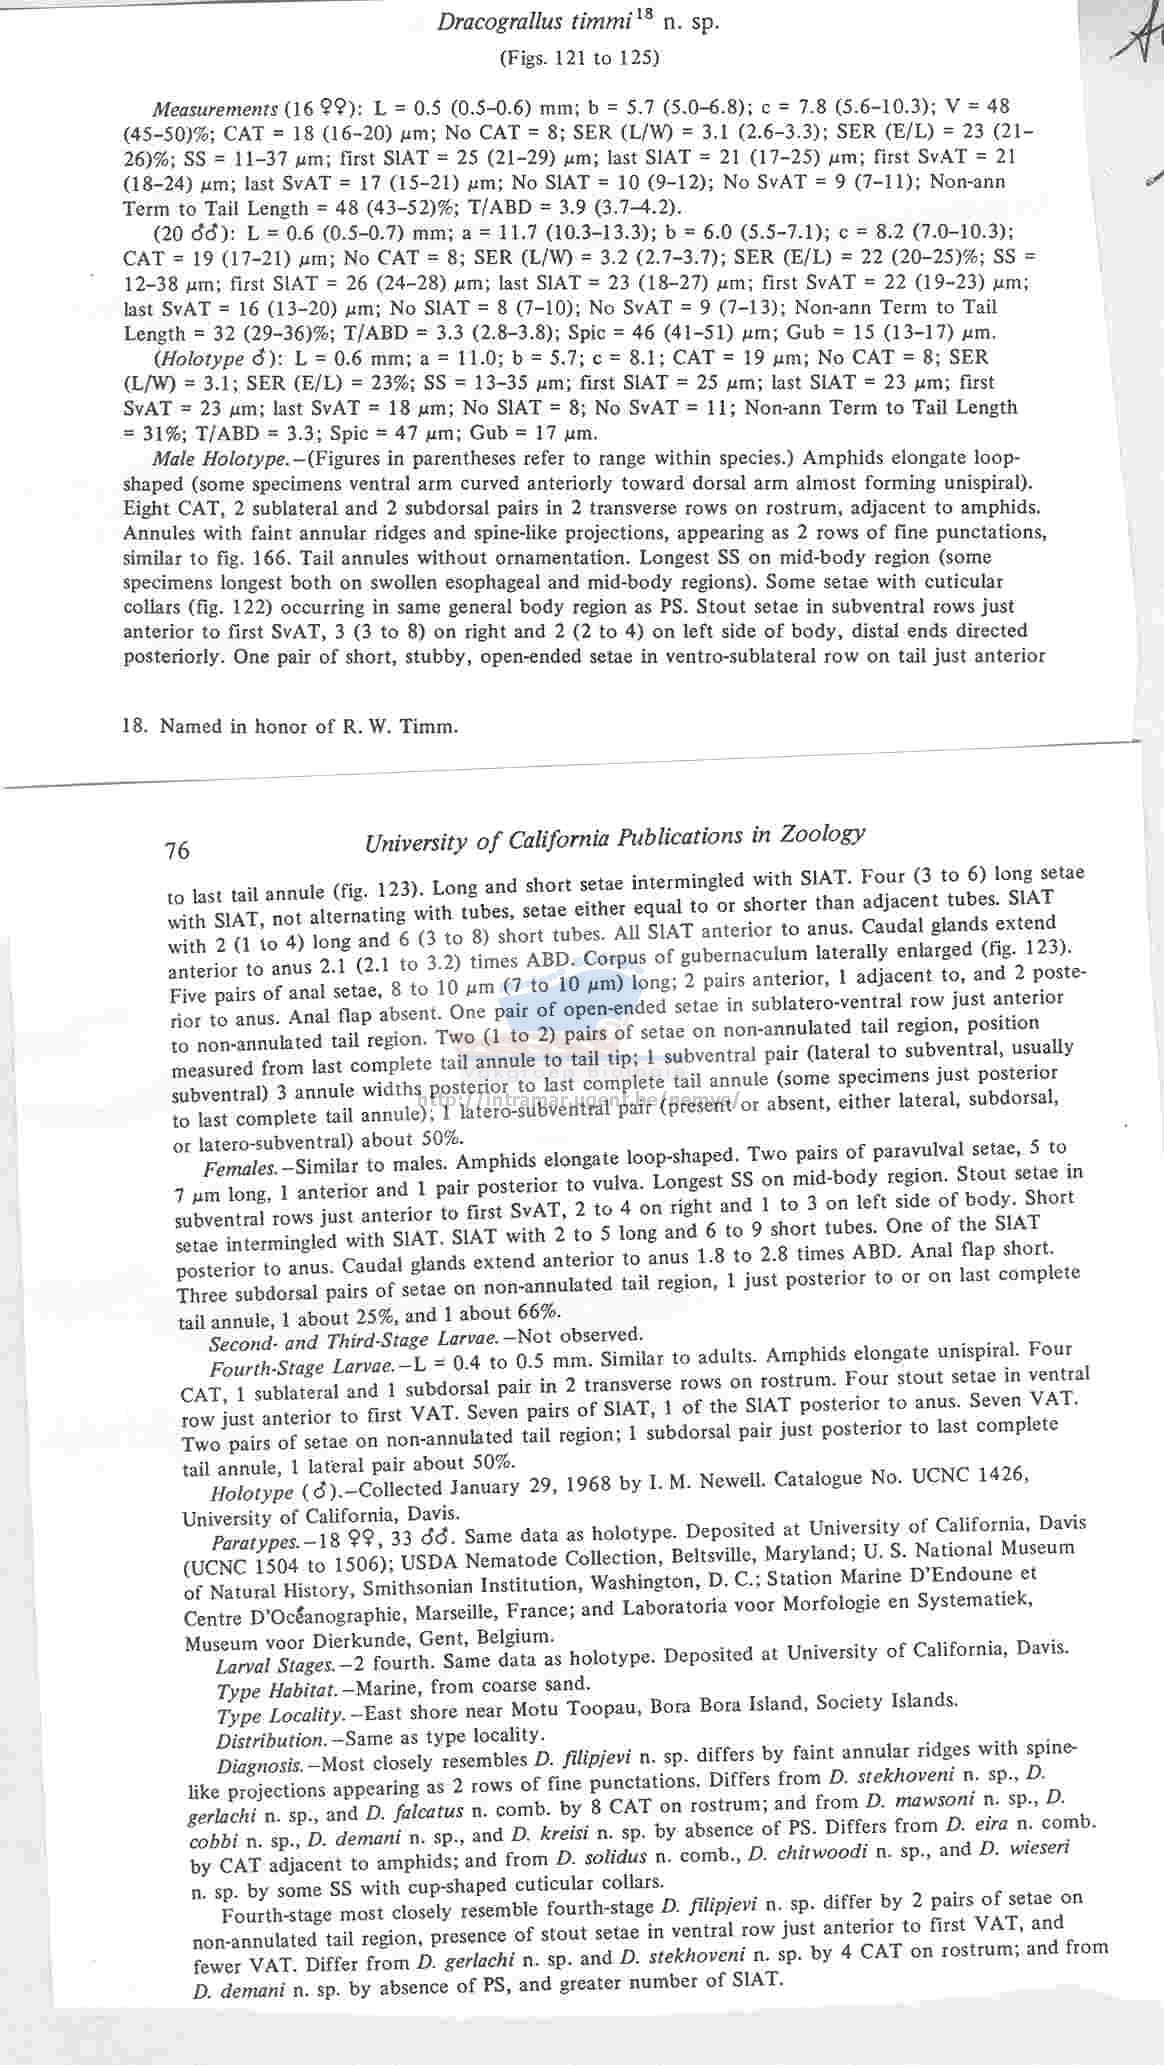 Dracograllus timmi¹⁸ n. sp.
(Figs. 121 to 125)
Measurements (16 ♀♀): L = 0.5 (0.5–0.6) mm; b = 5.7 (5.0–6.8); c = 7.8 (5.6–10.3); V = 48
(45–50)%; CAT = 18 (16–20) μm; No CAT = 8; SER (L/W) = 3.1 (2.6–3.3); SER (E/L) = 23 (21–
26)%; SS = 11–37 μm; first SlAT = 25 (21–29) μm; last SlAT = 21 (17–25) μm; first SvAT = 21
(18–24) μm; last SvAT = 17 (15–21) μm; No SlAT = 10 (9–12); No SvAT = 9 (7–11); Non-ann
Term to Tail Length = 48 (43–52)%; T/ABD = 3.9 (3.7–4.2).
(20 ♂♂): L = 0.6 (0.5–0.7) mm; a = 11.7 (10.3–13.3); b = 6.0 (5.5–7.1); c = 8.2 (7.0–10.3);
CAT = 19 (17–21) μm; No CAT = 8; SER (L/W) = 3.2 (2.7–3.7); SER (E/L) = 22 (20–25)%; SS =
12–38 μm; first SlAT = 26 (24–28) μm; last SlAT = 23 (18–27) μm; first SvAT = 22 (19–23) μm;
last SvAT = 16 (13–20) μm; No SlAT = 8 (7–10); No SvAT = 9 (7–13); Non-ann Term to Tail
Length = 32 (29–36)%; T/ABD = 3.3 (2.8–3.8); Spic = 46 (41–51) μm; Gub = 15 (13–17) μm.
(Holotype ♂): L = 0.6 mm; a = 11.0; b = 5.7; c = 8.1; CAT = 19 μm; No CAT = 8; SER
(L/W) = 3.1; SER (E/L) = 23%; SS = 13–35 μm; first SlAT = 25 μm; last SlAT = 23 μm; first
SvAT = 23 μm; last SvAT = 18 μm; No SlAT = 8; No SvAT = 11; Non-ann Term to Tail Length
= 31%; T/ABD = 3.3; Spic = 47 μm; Gub = 17 μm.
Male Holotype.—(Figures in parentheses refer to range within species.) Amphids elongate loop-
shaped (some specimens ventral arm curved anteriorly toward dorsal arm almost forming unispiral).
Eight CAT, 2 sublateral and 2 subdorsal pairs in 2 transverse rows on rostrum, adjacent to amphids.
Annules with faint annular ridges and spine-like projections, appearing as 2 rows of fine punctations,
similar to fig. 166. Tail annules without ornamentation. Longest SS on mid-body region (some
specimens longest both on swollen esophageal and mid-body regions). Some setae with cuticular
collars (fig. 122) occurring in same general body region as PS. Stout setae in subventral rows just
anterior to first SvAT, 3 (3 to 8) on right and 2 (2 to 4) on left side of body, distal ends directed
posteriorly. One pair of short, stubby, open-ended setae in ventro-sublateral row on tail just anterior
18. Named in honor of R. W. Timm.
76 University of California Publications in Zoology
to last tail annule (fig. 123). Long and short setae intermingled with SlAT. Four (3 to 6) long setae
with SlAT, not alternating with tubes, setae either equal to or shorter than adjacent tubes. SlAT
with 2 (1 to 4) long and 6 (3 to 8) short tubes. All SlAT anterior to anus. Caudal glands extend
anterior to anus 2.1 (2.1 to 3.2) times ABD. Corpus of gubernaculum laterally enlarged (fig. 123).
Five pairs of anal setae, 8 to 10 μm (7 to 10 μm) long; 2 pairs anterior, 1 adjacent to, and 2 poste-
rior to anus. Anal flap absent. One pair of open-ended setae in sublatero-ventral row just anterior
to non-annulated tail region. Two (1 to 2) pairs of setae on non-annulated tail region, position
measured from last complete tail annule to tail tip; 1 subventral pair (lateral to subventral, usually
subventral) 3 annule widths posterior to last complete tail annule (some specimens just posterior
to last complete tail annule); 1 latero-subventral pair (present or absent, either lateral, subdorsal,
or latero-subventral) about 50%.
Vakgroep Biologie
http://intramar.ugent.be/nemys/
Females.—Similar to males. Amphids elongate loop-shaped. Two pairs of paravulval setae, 5 to
7 μm long, 1 anterior and 1 pair posterior to vulva. Longest SS on mid-body region. Stout setae in
subventral rows just anterior to first SvAT, 2 to 4 on right and 1 to 3 on left side of body. Short
setae intermingled with SlAT. SlAT with 2 to 5 long and 6 to 9 short tubes. One of the SlAT
posterior to anus. Caudal glands extend anterior to anus 1.8 to 2.8 times ABD. Anal flap short.
Three subdorsal pairs of setae on non-annulated tail region, 1 just posterior to or on last complete
tail annule, 1 about 25%, and 1 about 66%.
Second- and Third-Stage Larvae.—Not observed.
Fourth-Stage Larvae.—L = 0.4 to 0.5 mm. Similar to adults. Amphids elongate unispiral. Four
CAT, 1 sublateral and 1 subdorsal pair in 2 transverse rows on rostrum. Four stout setae in ventral
row just anterior to first VAT. Seven pairs of SlAT, 1 of the SlAT posterior to anus. Seven VAT.
Two pairs of setae on non-annulated tail region; 1 subdorsal pair just posterior to last complete
tail annule, 1 lateral pair about 50%.
Holotype (♂).—Collected January 29, 1968 by I. M. Newell. Catalogue No. UCNC 1426,
University of California, Davis.
Paratypes.—18 ♀♀, 33 ♂♂. Same data as holotype. Deposited at University of California, Davis
(UCNC 1504 to 1506); USDA Nematode Collection, Beltsville, Maryland; U. S. National Museum
of Natural History, Smithsonian Institution, Washington, D. C.; Station Marine D'Endoune et
Centre D'Océanographie, Marseille, France; and Laboratoria voor Morfologie en Systematiek,
Museum voor Dierkunde, Gent, Belgium.
Larval Stages.—2 fourth. Same data as holotype. Deposited at University of California, Davis.
Type Habitat.—Marine, from coarse sand.
Type Locality.—East shore near Motu Toopau, Bora Bora Island, Society Islands.
Distribution.—Same as type locality.
Diagnosis.—Most closely resembles D. filipjevi n. sp. differs by faint annular ridges with spine-
like projections appearing as 2 rows of fine punctations. Differs from D. stekhoveni n. sp., D.
gerlachi n. sp., and D. falcatus n. comb. by 8 CAT on rostrum; and from D. mawsoni n. sp., D.
cobbi n. sp., D. demani n. sp., and D. kreisi n. sp. by absence of PS. Differs from D. eira n. comb.
by CAT adjacent to amphids; and from D. solidus n. comb., D. chitwoodi n. sp., and D. wieseri
n. sp. by some SS with cup-shaped cuticular collars.
Fourth-stage most closely resemble fourth-stage D. filipjevi n. sp. differ by 2 pairs of setae on
non-annulated tail region, presence of stout setae in ventral row just anterior to first VAT, and
fewer VAT. Differ from D. gerlachi n. sp. and D. stekhoveni n. sp. by 4 CAT on rostrum; and from
D. demani n. sp. by absence of PS, and greater number of SlAT.